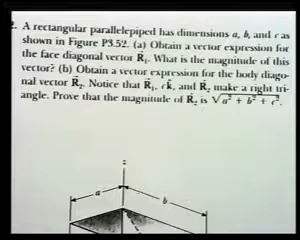 2. A rectangular parallelepiped has dimensions a, b, and c as
shown in Figure P3.52. (a) Obtain a vector expression for
the face diagonal vector R⃗₁. What is the magnitude of this
vector? (b) Obtain a vector expression for the body diago-
nal vector R⃗₂. Notice that R⃗₁, ck̂, and R⃗₂ make a right tri-
angle. Prove that the magnitude of R⃗₂ is √a² + b² + c².
z
a
b